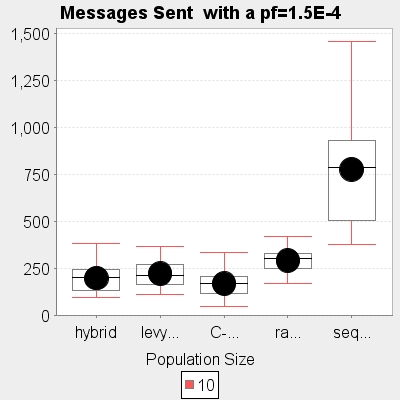 Messages Sent  with a pf=1.5E-4
1,500
1,250
1,000
750
500
250
0
hybrid levy... C-... ra... seq...
Population Size
10